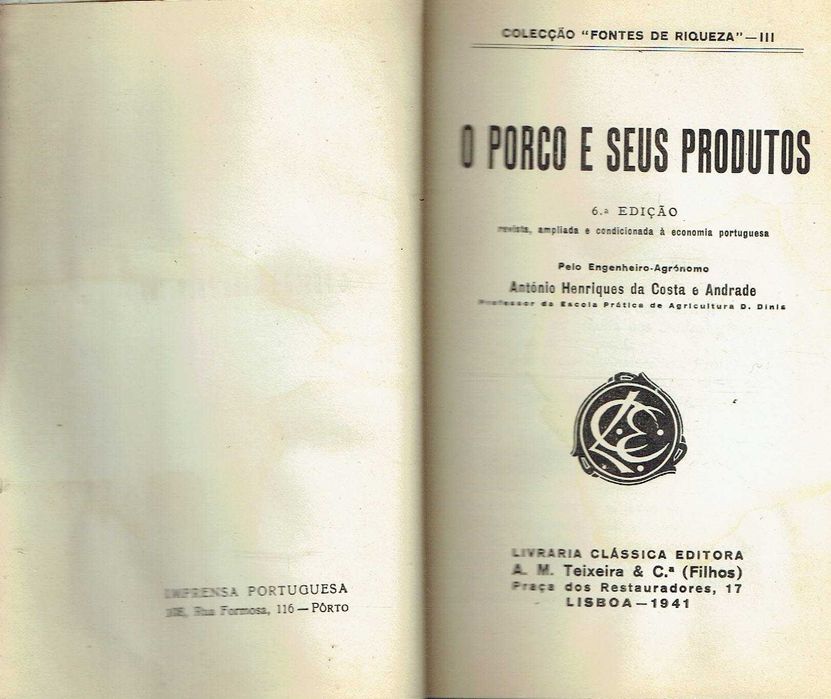 IMPRENSA PORTUGUESA
108, Rua Formosa, 116 — PÔRTO
COLECÇÃO "FONTES DE RIQUEZA" — III
O PORCO E SEUS PRODUTOS
6.ª EDIÇÃO
revista, ampliada e condicionada à economia portuguesa
Pelo Engenheiro-Agrónomo
António Henriques da Costa e Andrade
Professor da Escola Prática de Agricultura D. Dinis
LCE
LIVRARIA CLÁSSICA EDITORA
A. M. Teixeira & C.ª (Filhos)
Praça dos Restauradores, 17
LISBOA — 1941